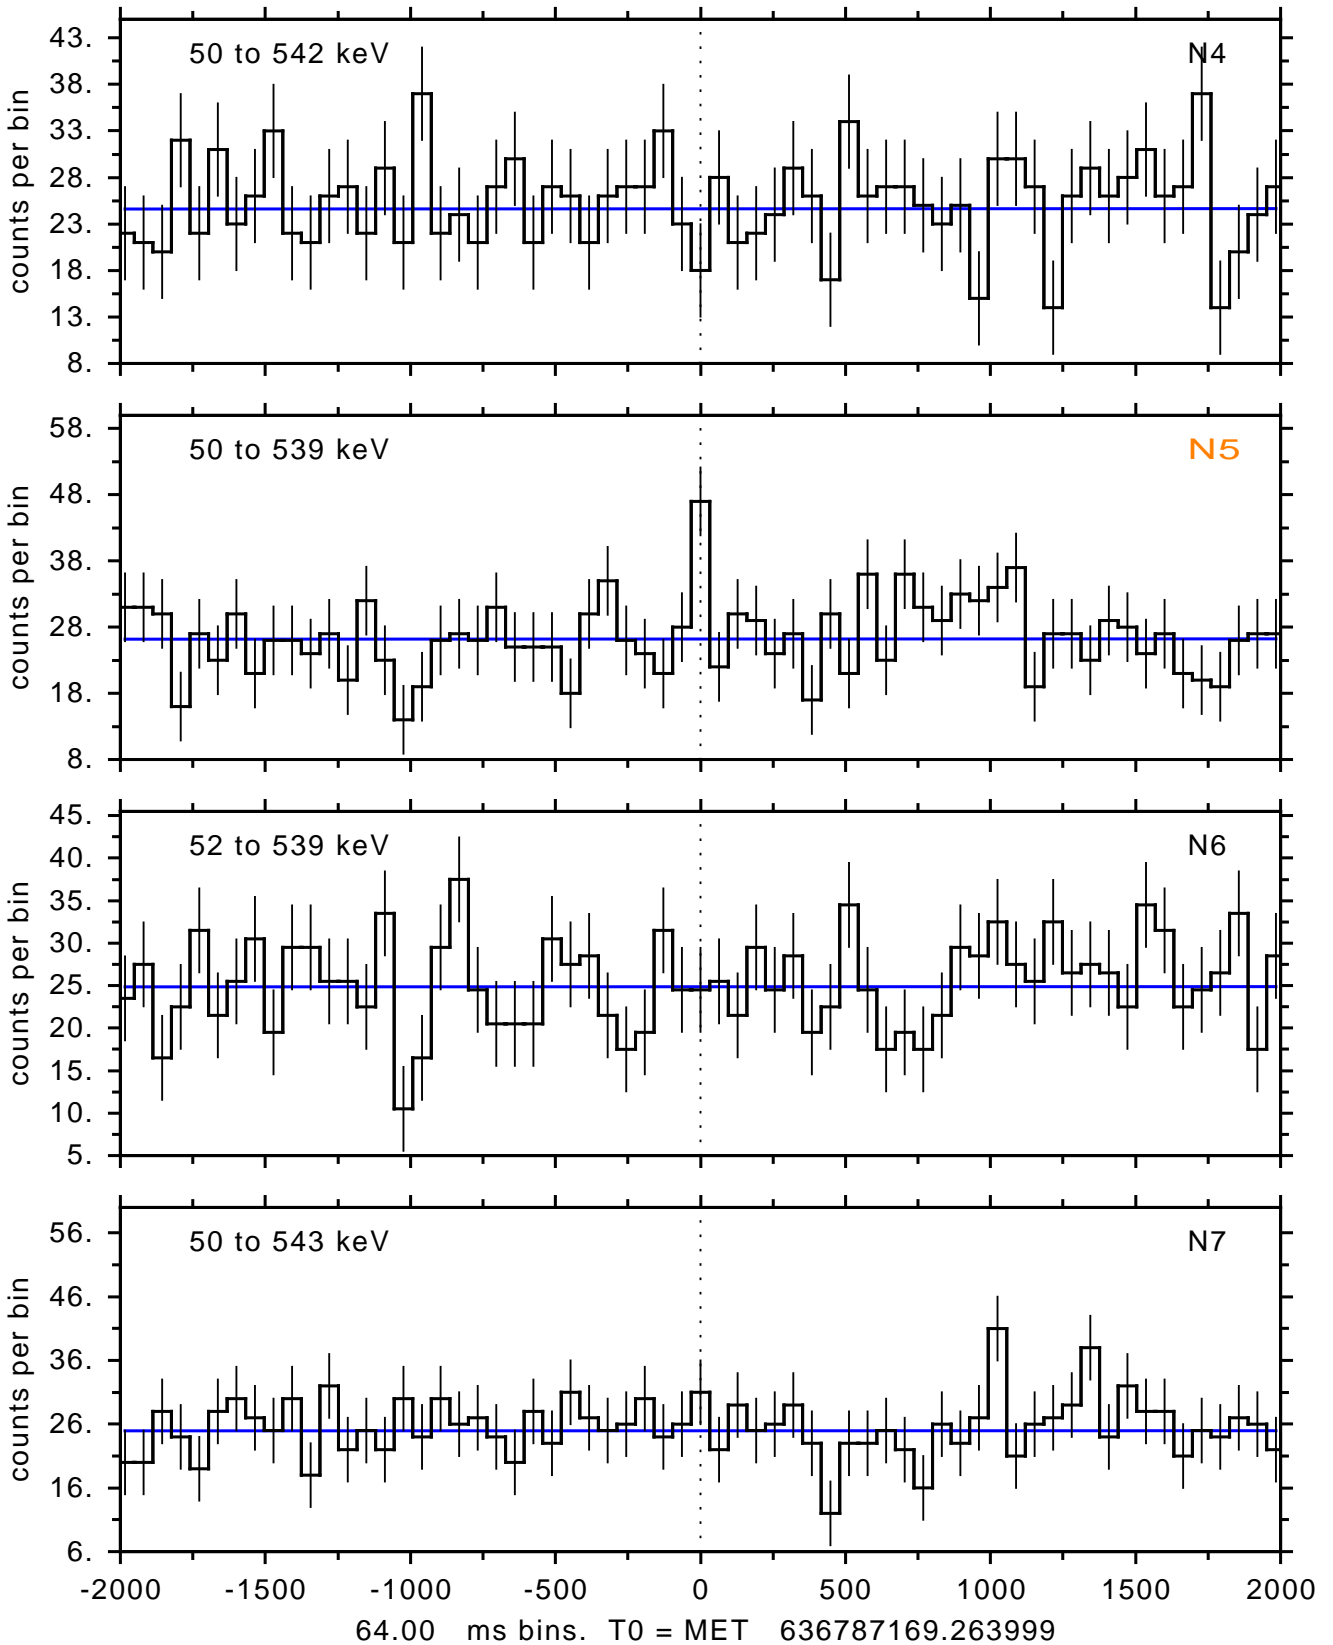 50 to 542 keV N4
43.
38.
33.
28.
23.
18.
13.
8.
counts per bin
50 to 539 keV N5
58.
48.
38.
28.
18.
8.
counts per bin
52 to 539 keV N6
45.
40.
35.
30.
25.
20.
15.
10.
5.
counts per bin
50 to 543 keV N7
56.
46.
36.
26.
16.
6.
counts per bin
-2000 -1500 -1000 -500 0 500 1000 1500 2000
64.00 ms bins. T0 = MET 636787169.263999